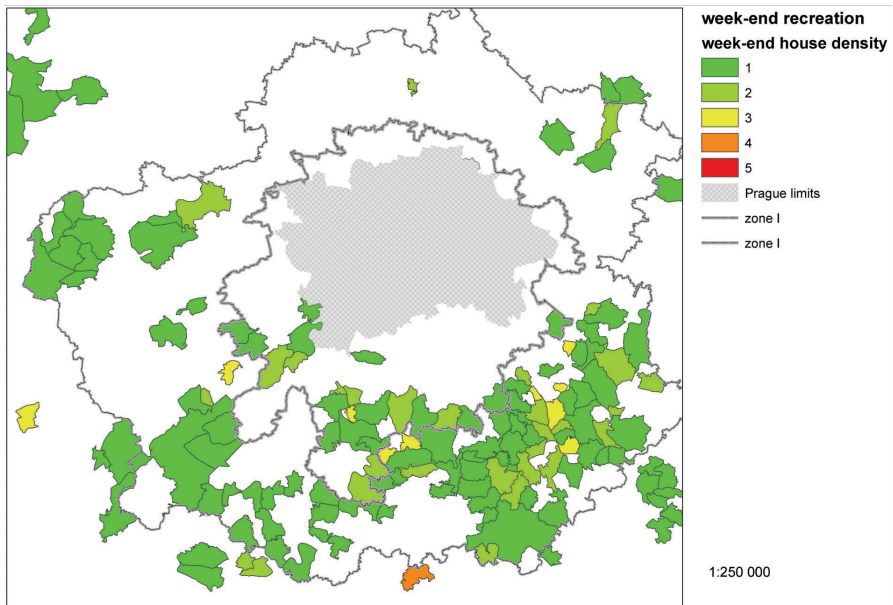 week-end recreation
week-end house density
1
2
3
4
5
Prague limits
zone I
zone I
1:250 000